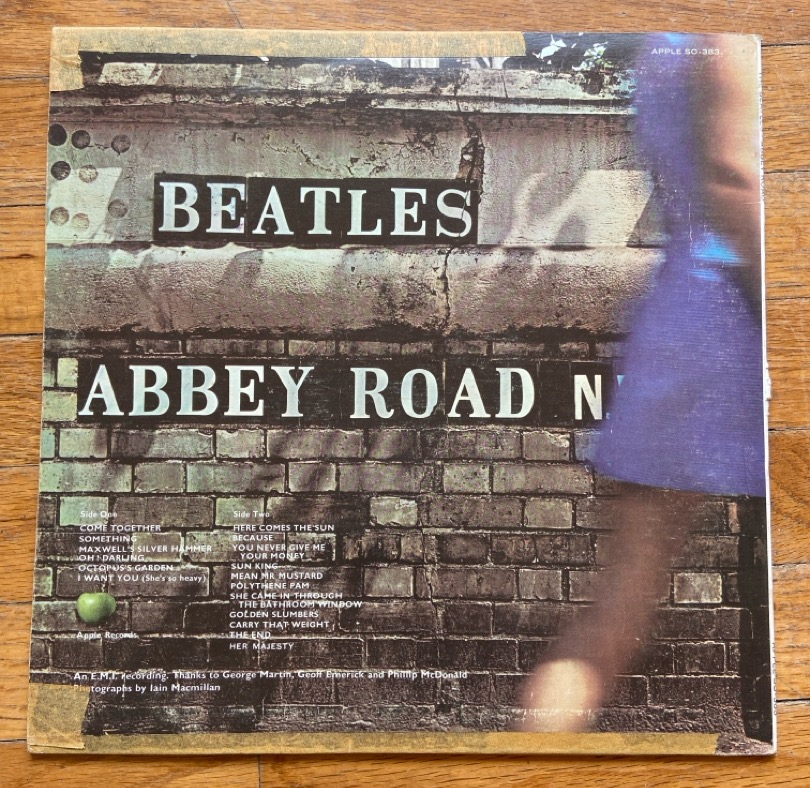 APPLE SO-383
BEATLES
ABBEY ROAD N
Side One
COME TOGETHER
SOMETHING
MAXWELL'S SILVER HAMMER
OH! DARLING
OCTOPUS'S GARDEN
I WANT YOU (She's so heavy)
Side Two
HERE COMES THE SUN
BECAUSE
YOU NEVER GIVE ME
YOUR MONEY
SUN KING
MEAN MR MUSTARD
POLYTHENE PAM
SHE CAME IN THROUGH
THE BATHROOM WINDOW
GOLDEN SLUMBERS
CARRY THAT WEIGHT
THE END
HER MAJESTY
Apple Records
An E.M.I. recording. Thanks to George Martin, Geoff Emerick and Phillip McDonald
Photographs by Iain Macmillan